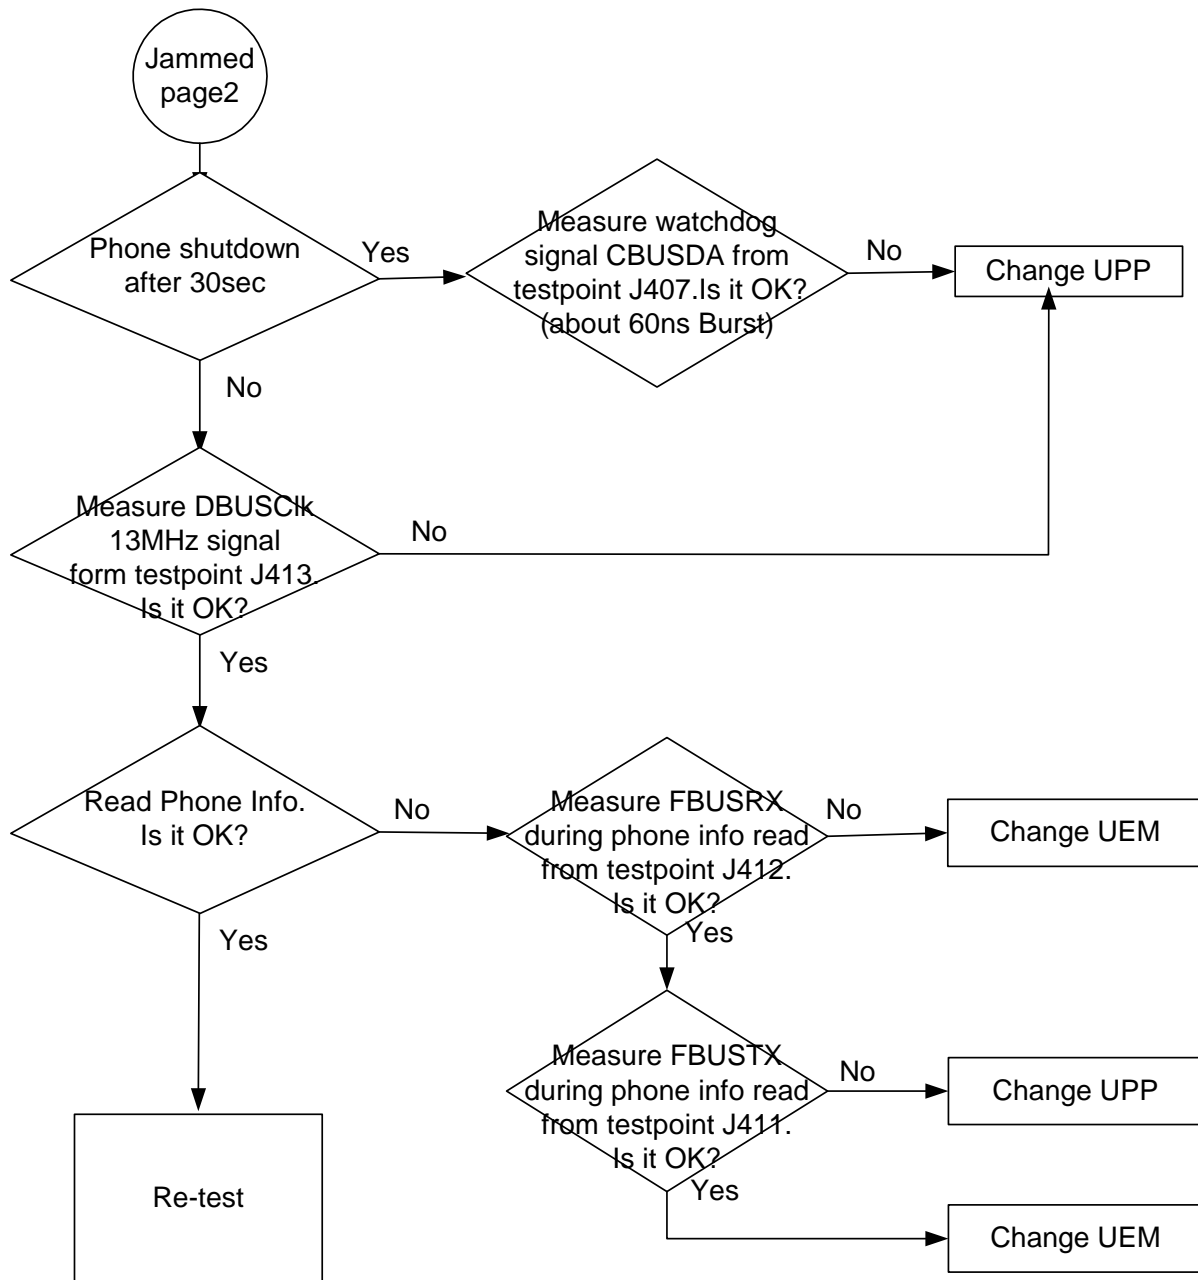 Jammed
page2
Phone shutdown
after 30sec
Yes
Measure watchdog
signal CBUSDA from
testpoint J407.Is it OK?
(about 60ns Burst)
No
Change UPP
No
Measure DBUSClk
13MHz signal
form testpoint J413.
Is it OK?
No
Yes
Read Phone Info.
Is it OK?
No
Measure FBUSRX
during phone info read
from testpoint J412.
Is it OK?
No
Change UEM
Yes
Yes
Measure FBUSTX
during phone info read
from testpoint J411.
Is it OK?
No
Change UPP
Yes
Change UEM
Re-test